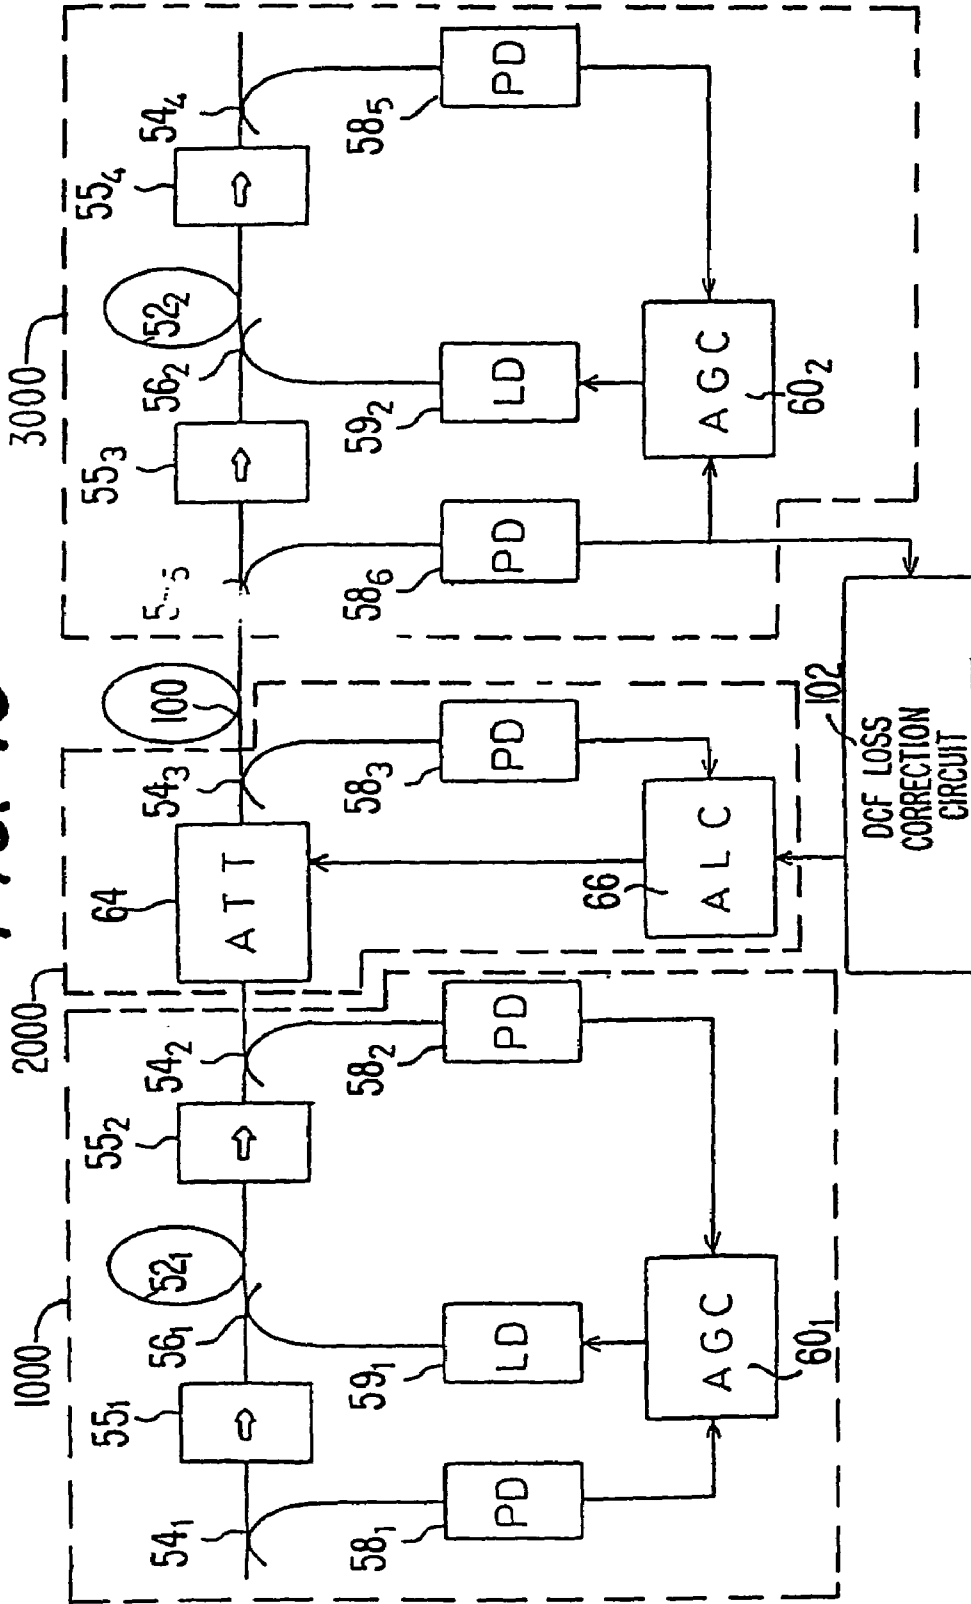 1000
2000
3000
54₁
55₁
56₁
52₁
55₂
54₂
64
ATT
54₃
100
55₃
56₂
52₂
55₄
54₄
58₁
PD
59₁
LD
58₂
PD
58₃
PD
58₆
PD
59₂
LD
58₅
PD
AGC
60₁
66
ALC
AGC
60₂
102
DCF LOSS
CORRECTION
CIRCUIT